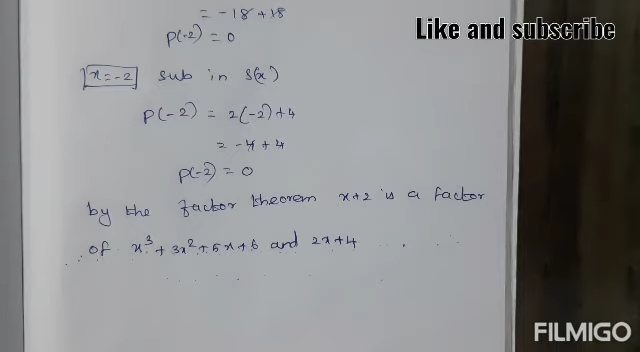 = -18 + 18
Like and subscribe
P(-2) = 0
x = -2 sub in S(x)
P(-2) = 2(-2)+4
= -4 + 4
P(-2) = 0
by the factor theorem x+2 is a factor
of x³ + 3x² + 5x + 6 and 2x+4
FILMIGO